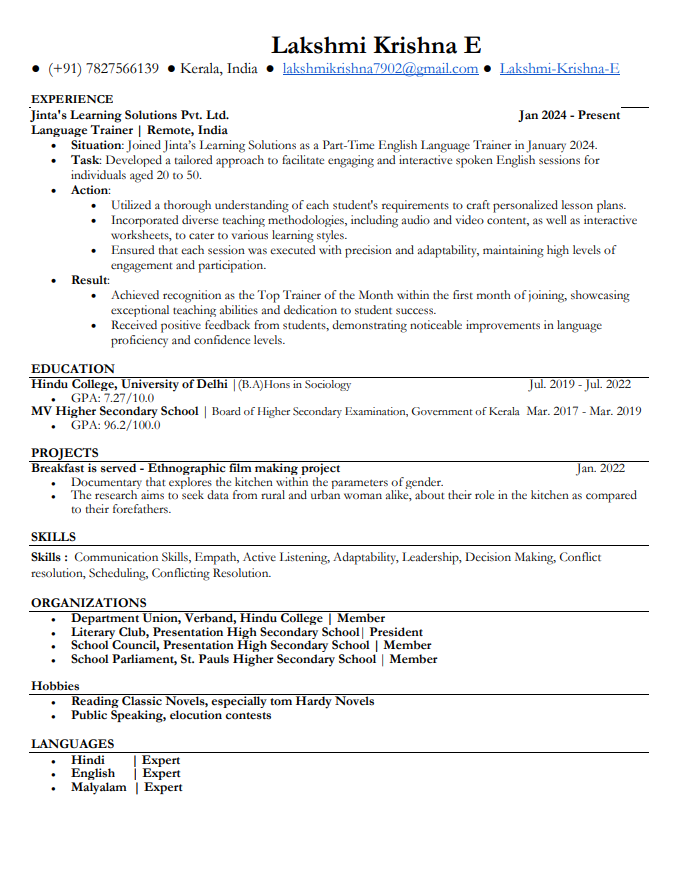 Lakshmi Krishna E
● (+91) 7827566139 ● Kerala, India ● lakshmikrishna7902@gmail.com ● Lakshmi-Krishna-E
EXPERIENCE
Jinta's Learning Solutions Pvt. Ltd. Jan 2024 - Present
Language Trainer | Remote, India
• Situation: Joined Jinta's Learning Solutions as a Part-Time English Language Trainer in January 2024.
• Task: Developed a tailored approach to facilitate engaging and interactive spoken English sessions for
individuals aged 20 to 50.
• Action:
• Utilized a thorough understanding of each student's requirements to craft personalized lesson plans.
• Incorporated diverse teaching methodologies, including audio and video content, as well as interactive
worksheets, to cater to various learning styles.
• Ensured that each session was executed with precision and adaptability, maintaining high levels of
engagement and participation.
• Result:
• Achieved recognition as the Top Trainer of the Month within the first month of joining, showcasing
exceptional teaching abilities and dedication to student success.
• Received positive feedback from students, demonstrating noticeable improvements in language
proficiency and confidence levels.
EDUCATION
Hindu College, University of Delhi |(B.A)Hons in Sociology Jul. 2019 - Jul. 2022
• GPA: 7.27/10.0
MV Higher Secondary School | Board of Higher Secondary Examination, Government of Kerala Mar. 2017 - Mar. 2019
• GPA: 96.2/100.0
PROJECTS
Breakfast is served - Ethnographic film making project Jan. 2022
• Documentary that explores the kitchen within the parameters of gender.
• The research aims to seek data from rural and urban woman alike, about their role in the kitchen as compared
to their forefathers.
SKILLS
Skills : Communication Skills, Empath, Active Listening, Adaptability, Leadership, Decision Making, Conflict
resolution, Scheduling, Conflicting Resolution.
ORGANIZATIONS
• Department Union, Verband, Hindu College | Member
• Literary Club, Presentation High Secondary School| President
• School Council, Presentation High Secondary School | Member
• School Parliament, St. Pauls Higher Secondary School | Member
Hobbies
• Reading Classic Novels, especially tom Hardy Novels
• Public Speaking, elocution contests
LANGUAGES
• Hindi | Expert
• English | Expert
• Malyalam | Expert